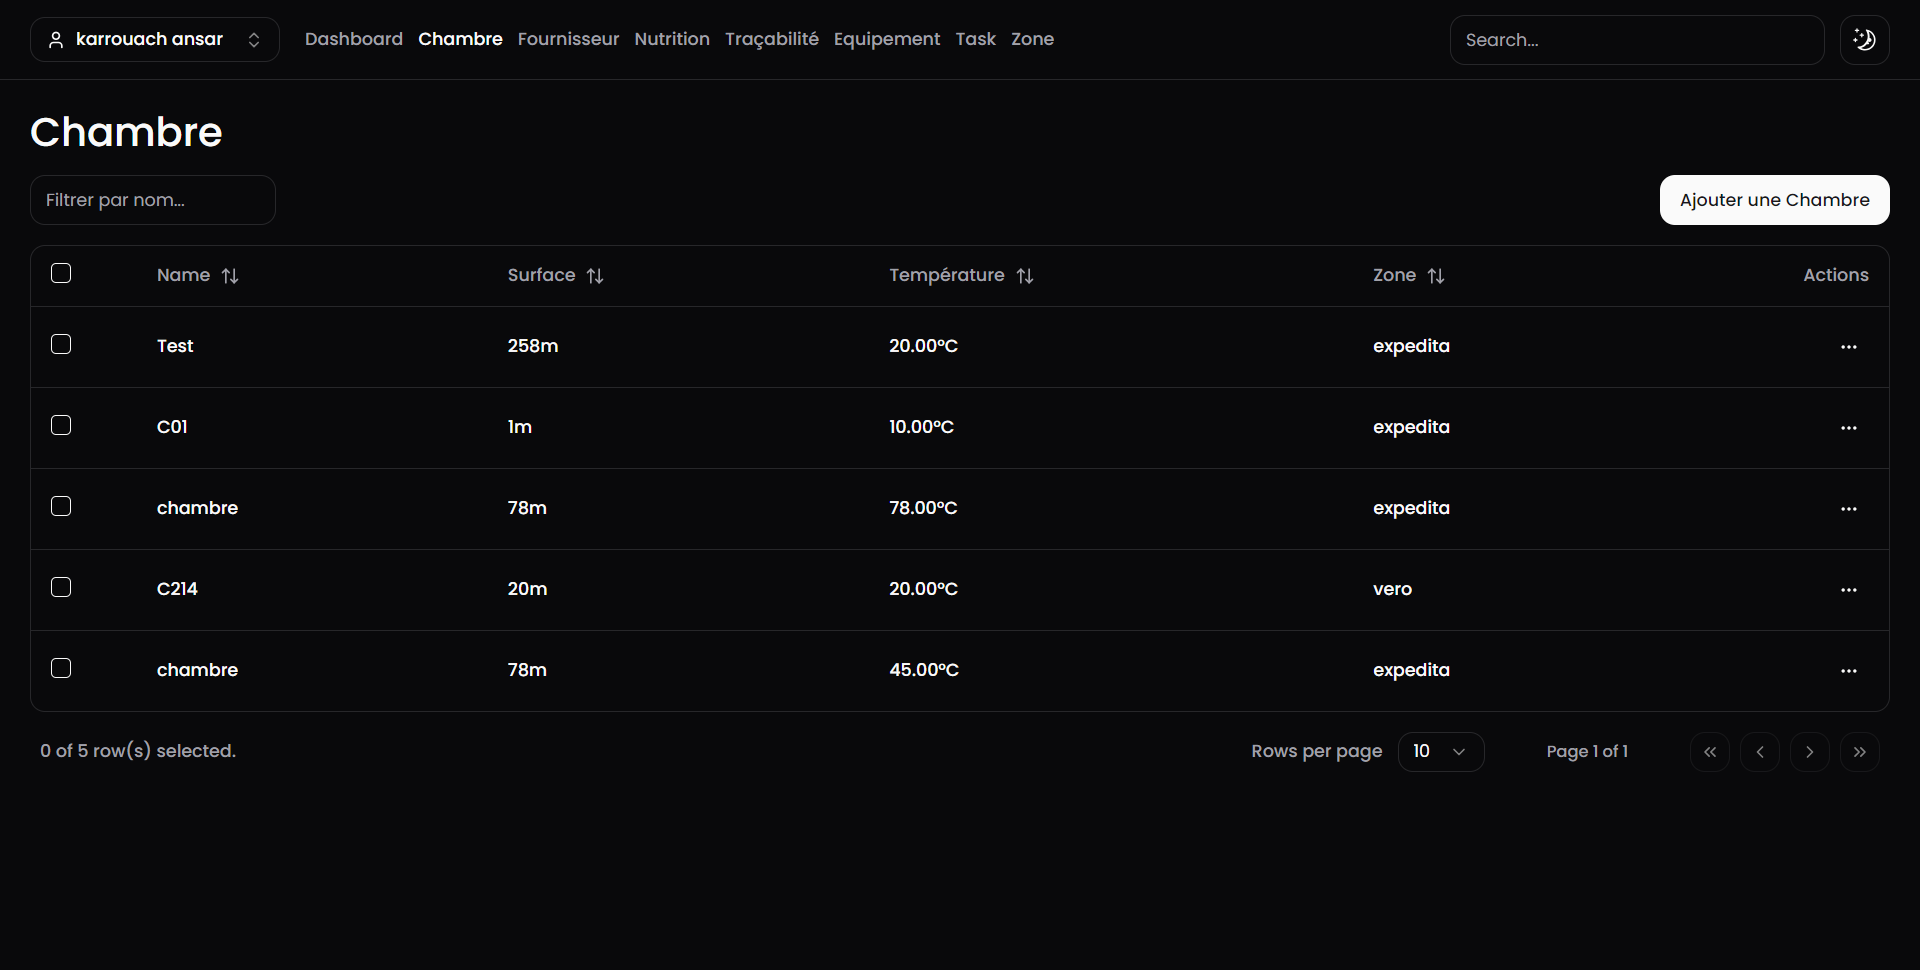 karrouach ansar Dashboard Chambre Fournisseur Nutrition Traçabilité Equipement Task Zone Search...
Chambre
Filtrer par nom... Ajouter une Chambre
Name Surface Température Zone Actions
Test 258m 20.00°C expedita
C01 1m 10.00°C expedita
chambre 78m 78.00°C expedita
C214 20m 20.00°C vero
chambre 78m 45.00°C expedita
0 of 5 row(s) selected. Rows per page 10 Page 1 of 1